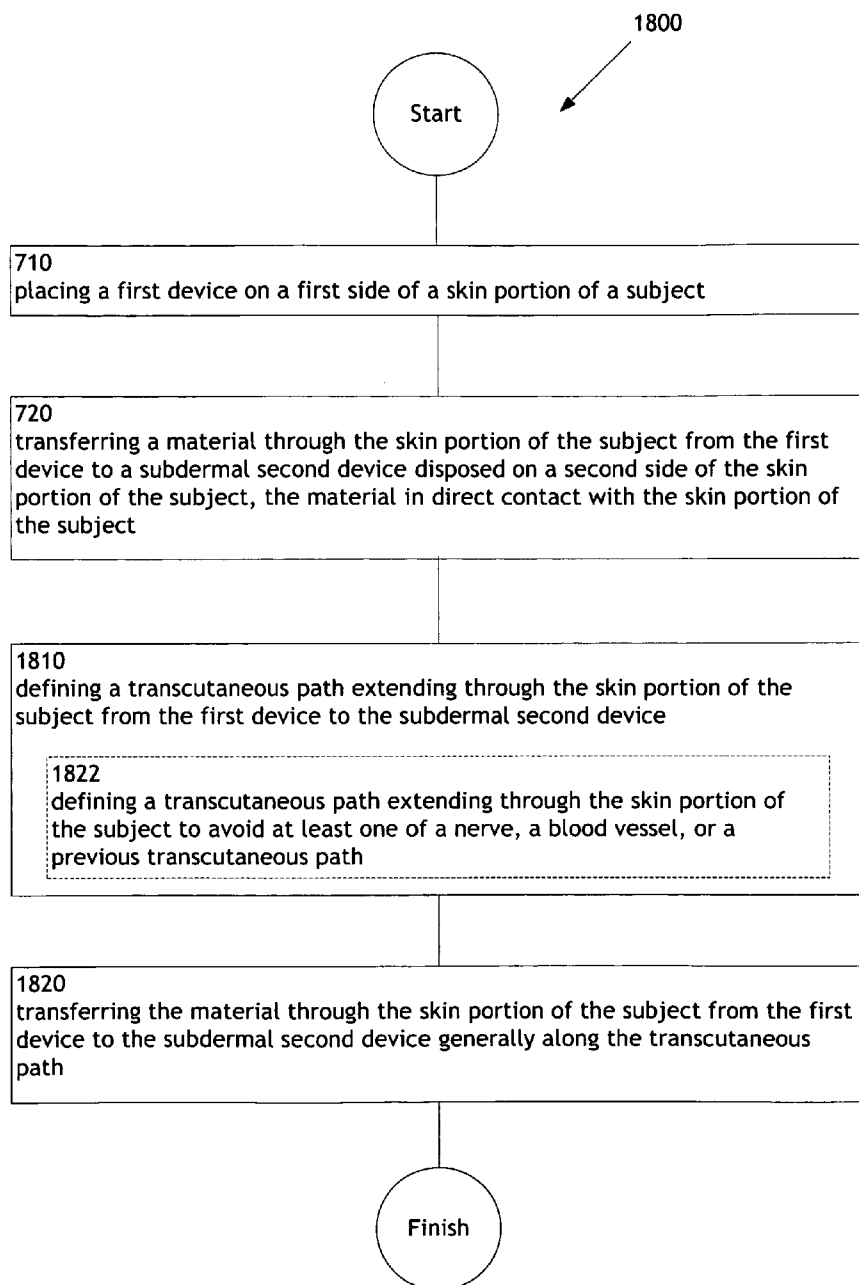 1800
Start
710
placing a first device on a first side of a skin portion of a subject
720
transferring a material through the skin portion of the subject from the first
device to a subdermal second device disposed on a second side of the skin
portion of the subject, the material in direct contact with the skin portion of
the subject
1810
defining a transcutaneous path extending through the skin portion of the
subject from the first device to the subdermal second device
1822
defining a transcutaneous path extending through the skin portion of
the subject to avoid at least one of a nerve, a blood vessel, or a
previous transcutaneous path
1820
transferring the material through the skin portion of the subject from the first
device to the subdermal second device generally along the transcutaneous
path
Finish